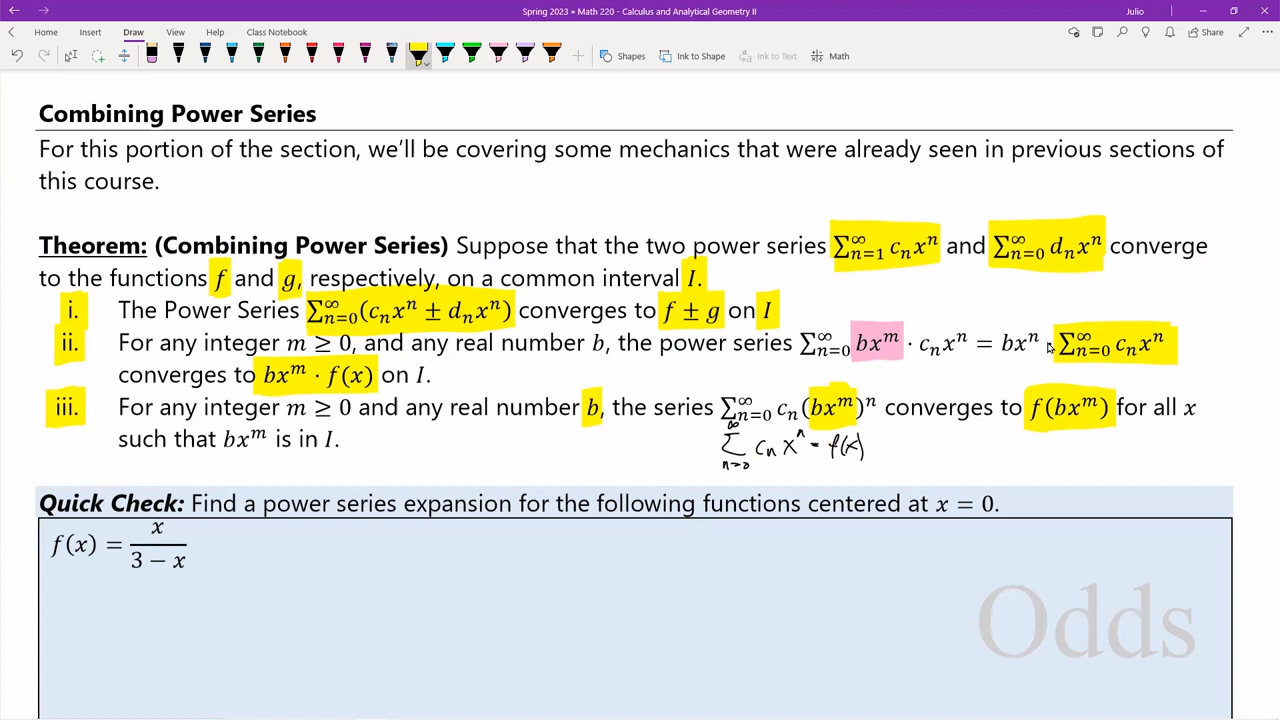 Spring 2023 » Math 220 - Calculus and Analytical Geometry II
Julio
Home Insert Draw View Help Class Notebook
Share
Shapes Ink to Shape Ink to Text Math
Combining Power Series
For this portion of the section, we'll be covering some mechanics that were already seen in previous sections of
this course.
Theorem: (Combining Power Series) Suppose that the two power series ∑ₙ₌₁^∞ cₙxⁿ and ∑ₙ₌₀^∞ dₙxⁿ converge
to the functions f and g, respectively, on a common interval I.
i. The Power Series ∑ₙ₌₀^∞(cₙxⁿ ± dₙxⁿ) converges to f ± g on I
ii. For any integer m ≥ 0, and any real number b, the power series ∑ₙ₌₀^∞ bxᵐ · cₙxⁿ = bxⁿ · ∑ₙ₌₀^∞ cₙxⁿ
converges to bxᵐ · f(x) on I.
iii. For any integer m ≥ 0 and any real number b, the series ∑ₙ₌₀^∞ cₙ(bxᵐ)ⁿ converges to f(bxᵐ) for all x
such that bxᵐ is in I.
∑ₙ₌₀^∞ cₙxⁿ = f(x)
Quick Check: Find a power series expansion for the following functions centered at x = 0.
f(x) = x / (3 − x)
Odds